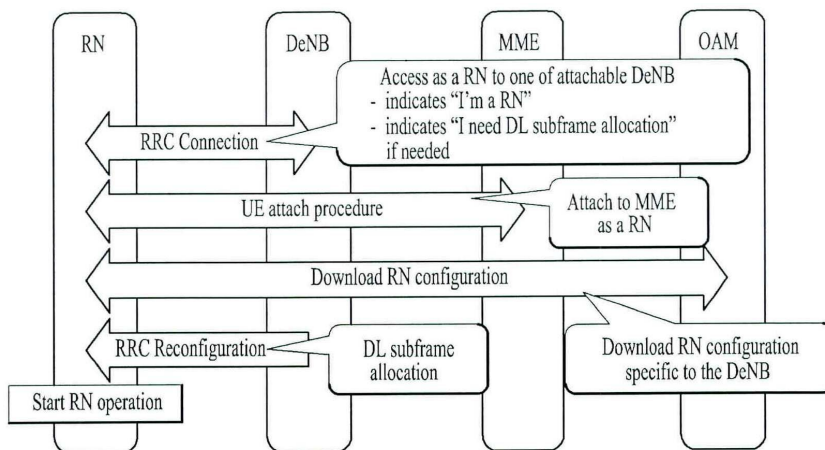 RN
DeNB
MME
OAM
Access as a RN to one of attachable DeNB
- indicates “I’m a RN”
- indicates “I need DL subframe allocation”
if needed
RRC Connection
UE attach procedure
Attach to MME
as a RN
Download RN configuration
RRC Reconfiguration
DL subframe
allocation
Download RN configuration
specific to the DeNB
Start RN operation